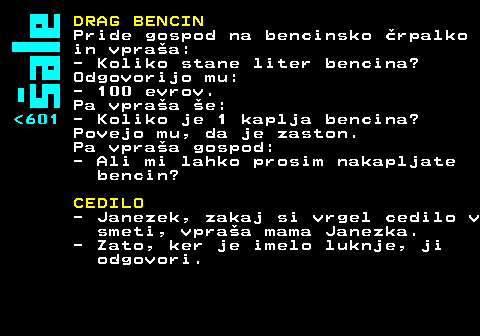 šale
<601
DRAG BENCIN
Pride gospod na bencinsko črpalko
in vpraša:
- Koliko stane liter bencina?
Odgovorijo mu:
- 100 evrov.
Pa vpraša še:
- Koliko je 1 kaplja bencina?
Povejo mu, da je zaston.
Pa vpraša gospod:
- Ali mi lahko prosim nakapljate
bencin?
CEDILO
- Janezek, zakaj si vrgel cedilo v
smeti, vpraša mama Janezka.
- Zato, ker je imelo luknje, ji
odgovori.